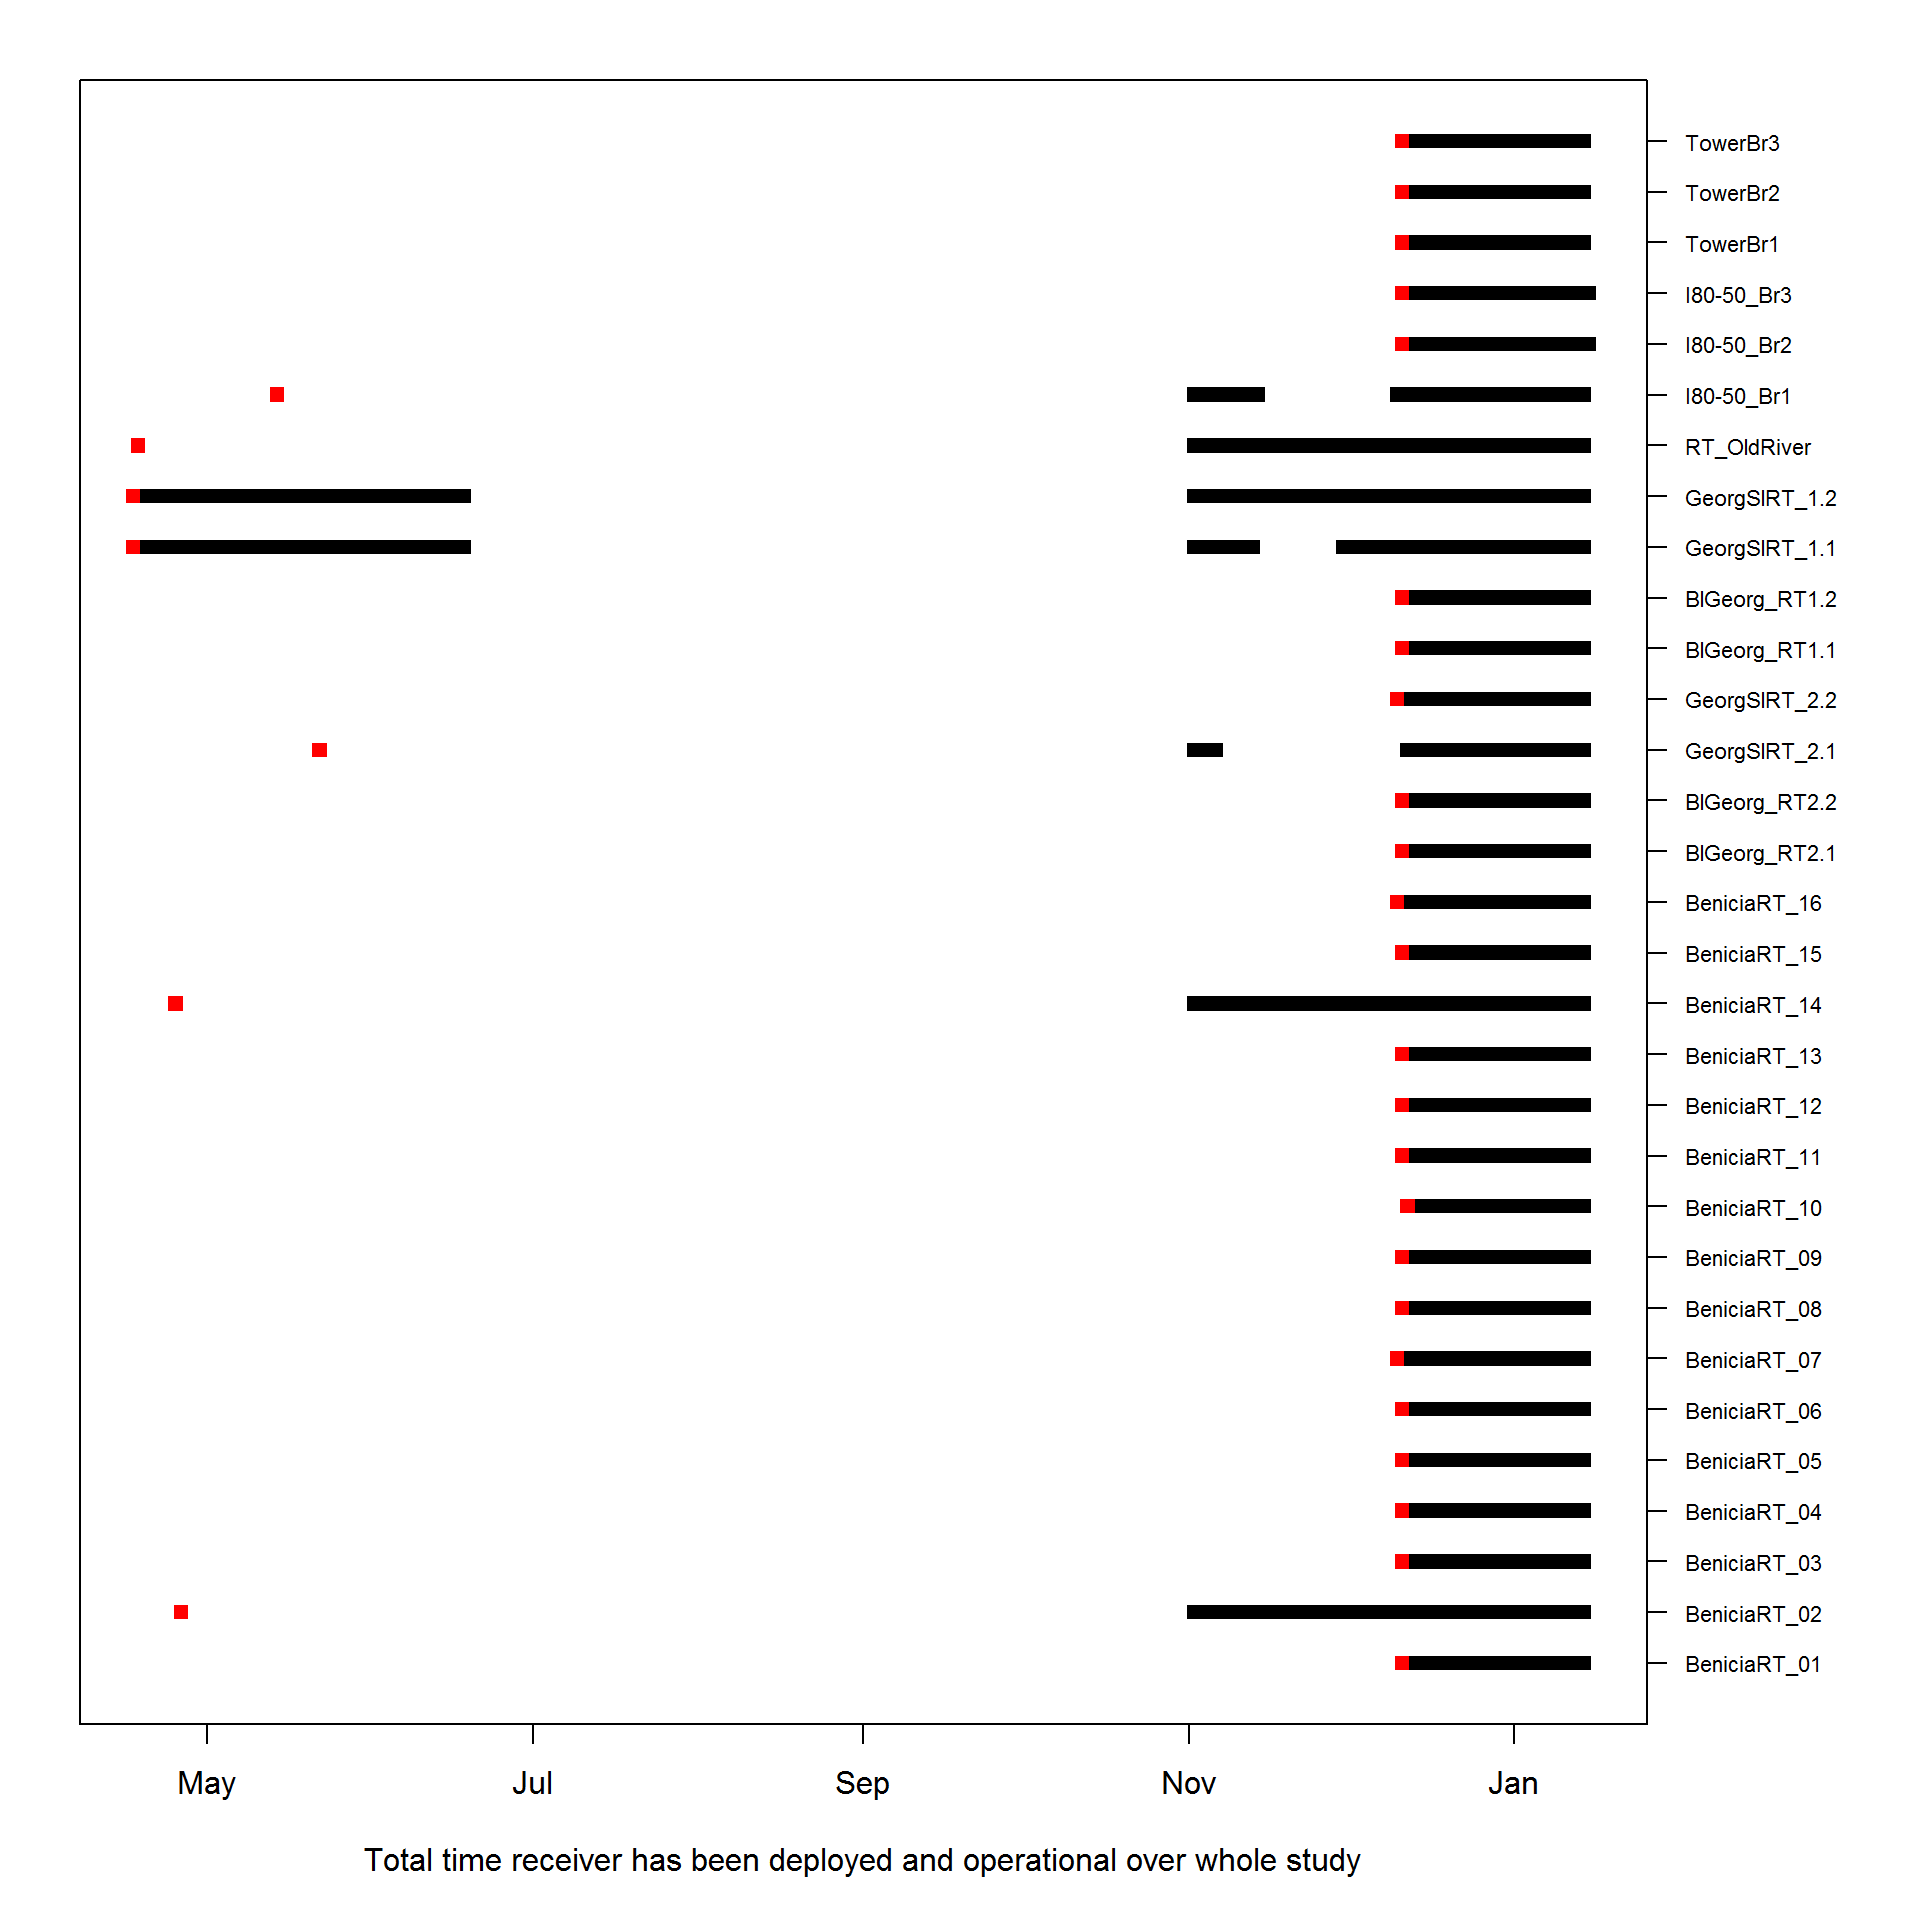 TowerBr3
TowerBr2
TowerBr1
I80-50_Br3
I80-50_Br2
I80-50_Br1
RT_OldRiver
GeorgSlRT_1.2
GeorgSlRT_1.1
BlGeorg_RT1.2
BlGeorg_RT1.1
GeorgSlRT_2.2
GeorgSlRT_2.1
BlGeorg_RT2.2
BlGeorg_RT2.1
BeniciaRT_16
BeniciaRT_15
BeniciaRT_14
BeniciaRT_13
BeniciaRT_12
BeniciaRT_11
BeniciaRT_10
BeniciaRT_09
BeniciaRT_08
BeniciaRT_07
BeniciaRT_06
BeniciaRT_05
BeniciaRT_04
BeniciaRT_03
BeniciaRT_02
BeniciaRT_01
May Jul Sep Nov Jan
Total time receiver has been deployed and operational over whole study